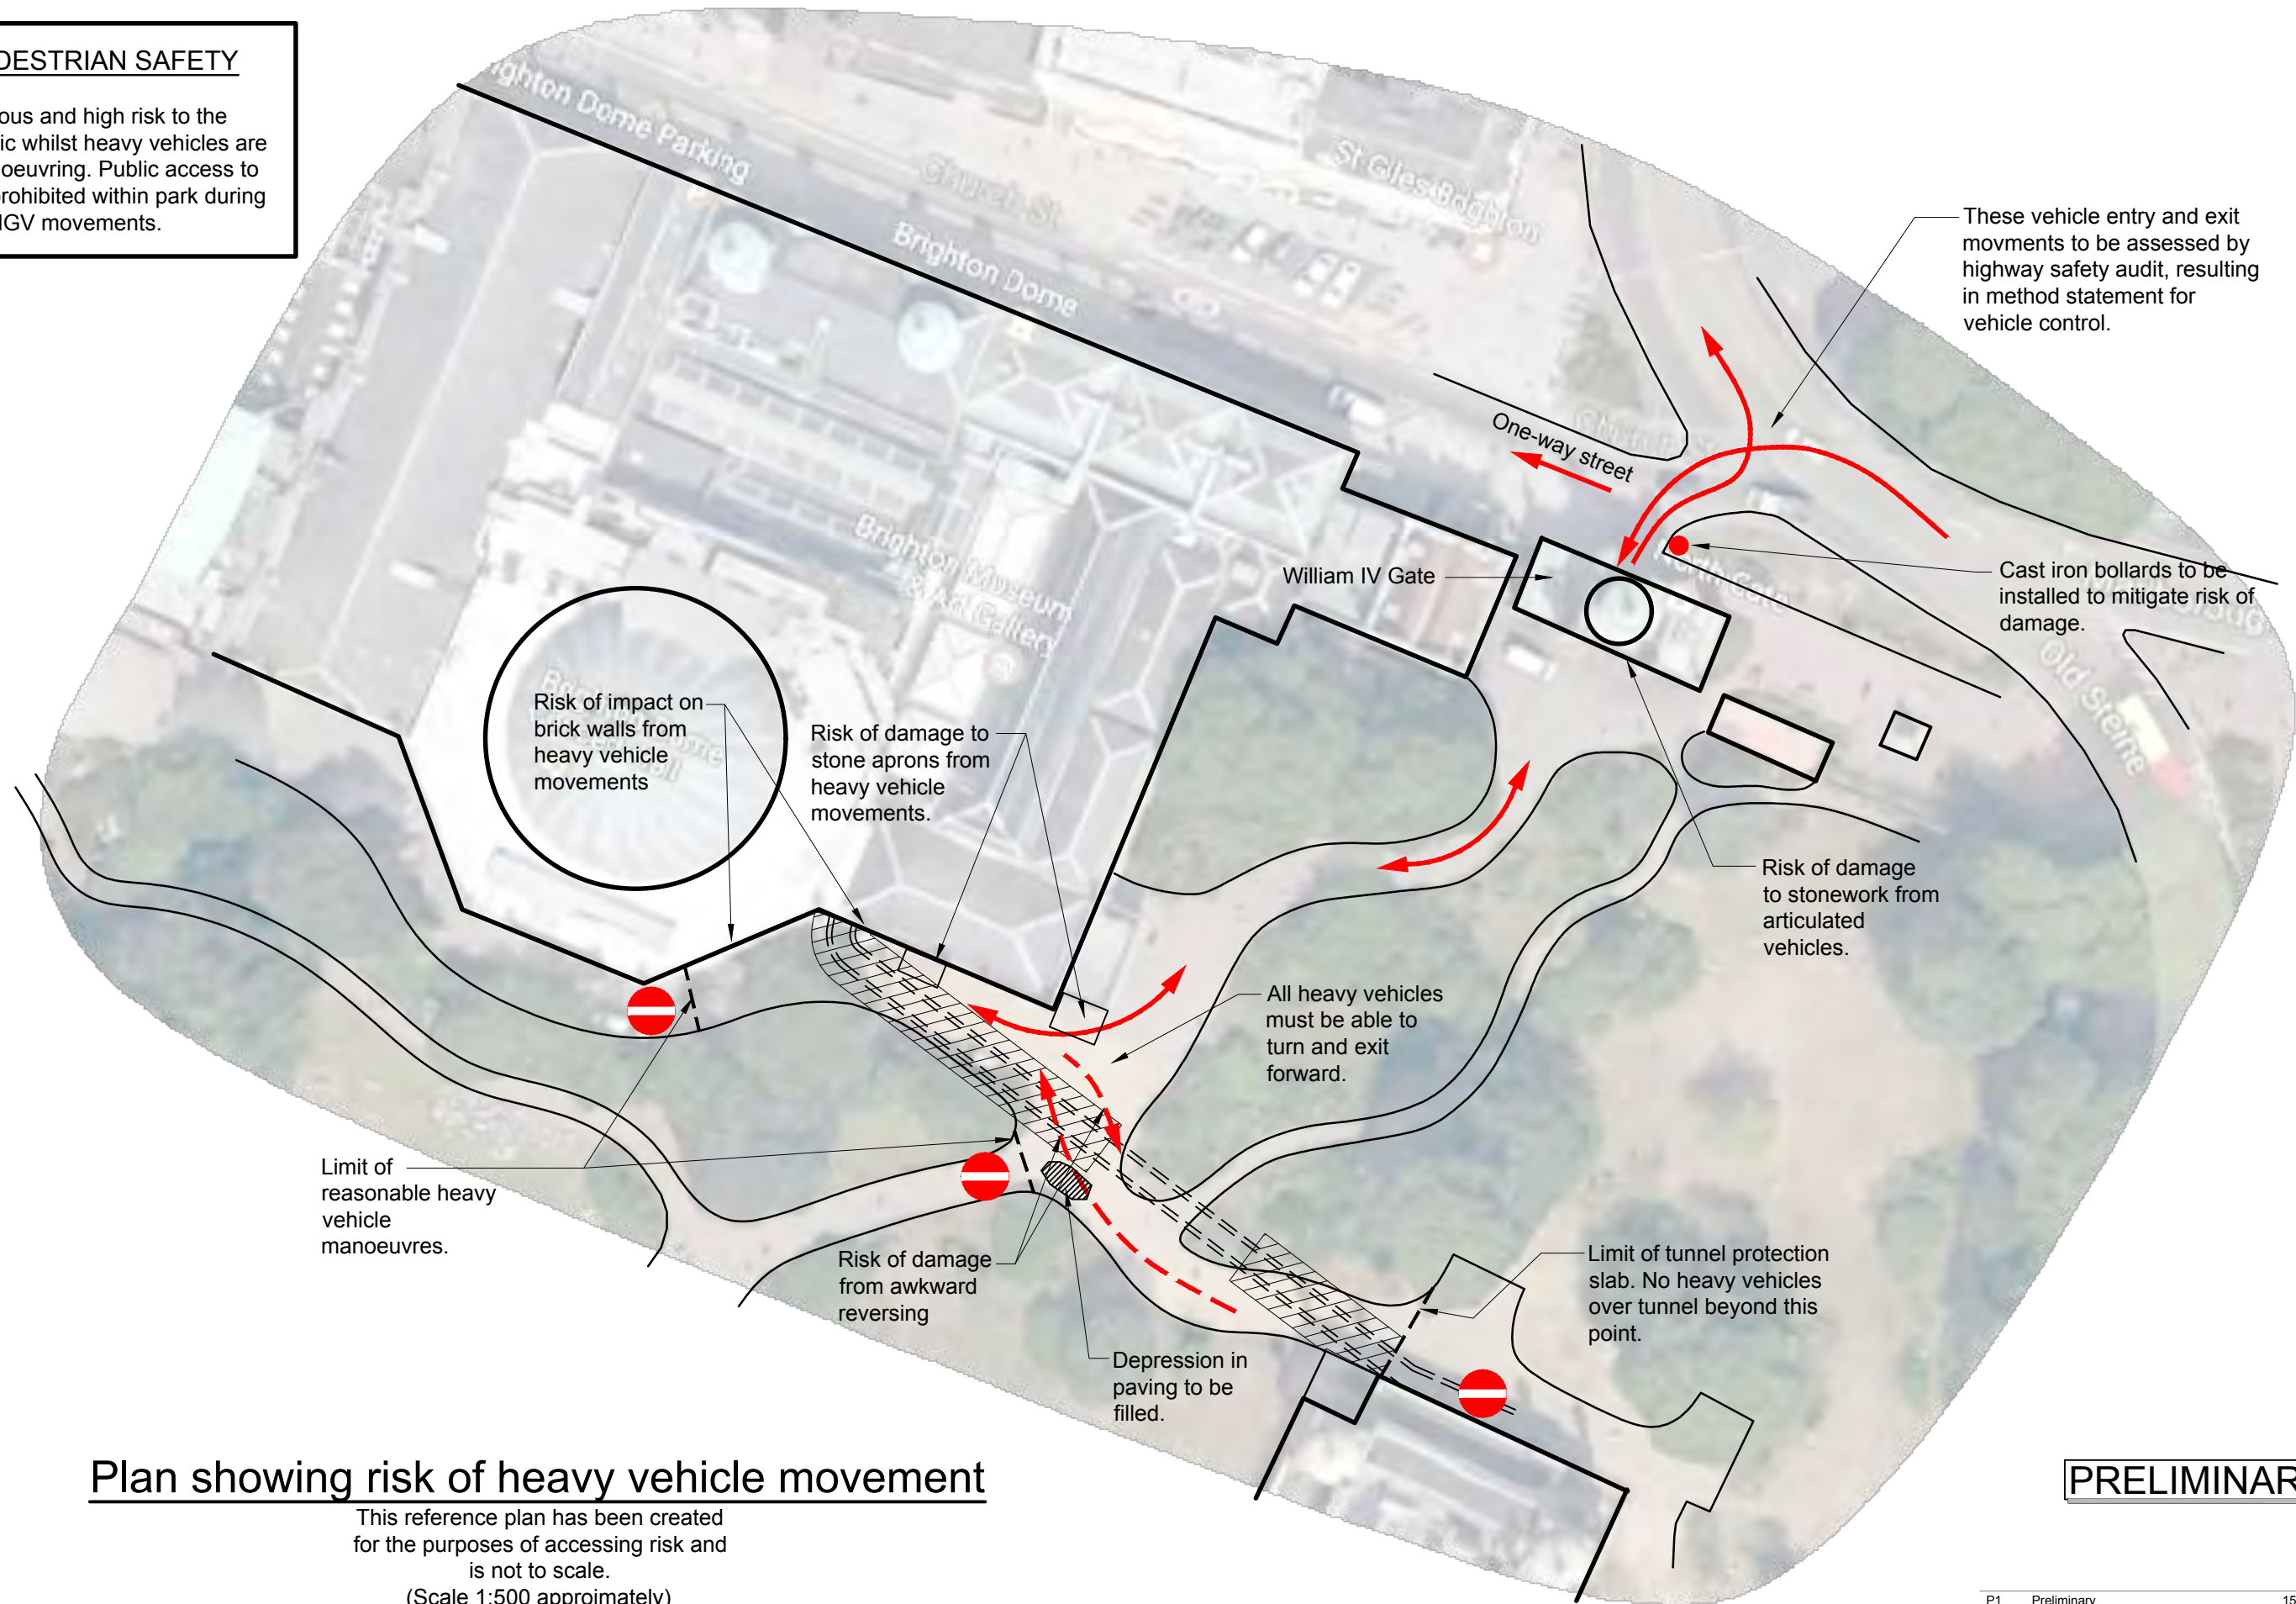 DESTRIAN SAFETY
ous and high risk to the
ic whilst heavy vehicles are
oeuvring. Public access to
prohibited within park during
IGV movements.
ighton Dome Parking
Church St
St Giles Brighton
Brighton Dome
These vehicle entry and exit
movments to be assessed by
highway safety audit, resulting
in method statement for
vehicle control.
One-way street
William IV Gate
North Gate
Cast iron bollards to be
installed to mitigate risk of
damage.
Old Steine
Brighton Museum
& Art Gallery
Risk of impact on
brick walls from
heavy vehicle
movements
Risk of damage to
stone aprons from
heavy vehicle
movements.
Risk of damage
to stonework from
articulated
vehicles.
All heavy vehicles
must be able to
turn and exit
forward.
Limit of
reasonable heavy
vehicle
manoeuvres.
Risk of damage
from awkward
reversing
Limit of tunnel protection
slab. No heavy vehicles
over tunnel beyond this
point.
Depression in
paving to be
filled.
Plan showing risk of heavy vehicle movement
This reference plan has been created
for the purposes of accessing risk and
is not to scale.
(Scale 1:500 approimately)
PRELIMINAR
P1 Preliminary 15